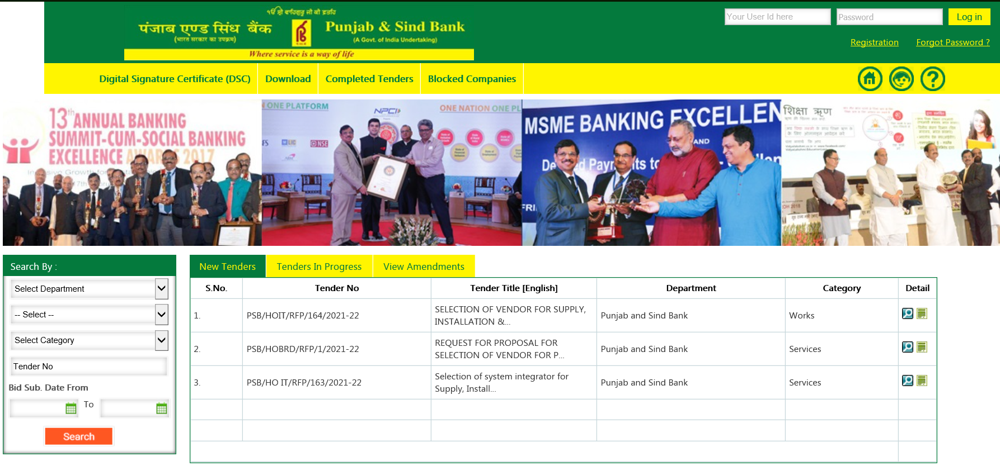 ੴ ਸ੍ਰੀ ਵਾਹਿਗੁਰੂ ਜੀ ਕੀ ਫ਼ਤਹਿ
पंजाब एण्ड सिंध बैंक
(भारत सरकार का उपक्रम)
Punjab & Sind Bank
(A Govt. of India Undertaking)
Where service is a way of life
Your User Id here
Password
Log in
Registration
Forgot Password ?
Digital Signature Certificate (DSC)
Download
Completed Tenders
Blocked Companies
13th ANNUAL BANKING
SUMMIT-CUM-SOCIAL BANKING
EXCELLENCE AWARDS 2017
N ONE PLATFORM
NPCI
ONE NATION ONE PL
LIC
NSE
MSME BANKING EXCELLEN
AND
शिक्षा ऋण
Search By :
Select Department
-- Select --
Select Category
Tender No
Bid Sub. Date From
To
Search
New Tenders
Tenders In Progress
View Amendments
S.No. Tender No Tender Title [English] Department Category Detail
1. PSB/HOIT/RFP/164/2021-22 SELECTION OF VENDOR FOR SUPPLY, INSTALLATION &... Punjab and Sind Bank Works
2. PSB/HOBRD/RFP/1/2021-22 REQUEST FOR PROPOSAL FOR SELECTION OF VENDOR FOR P... Punjab and Sind Bank Services
3. PSB/HO IT/RFP/163/2021-22 Selection of system integrator for Supply, Install... Punjab and Sind Bank Services